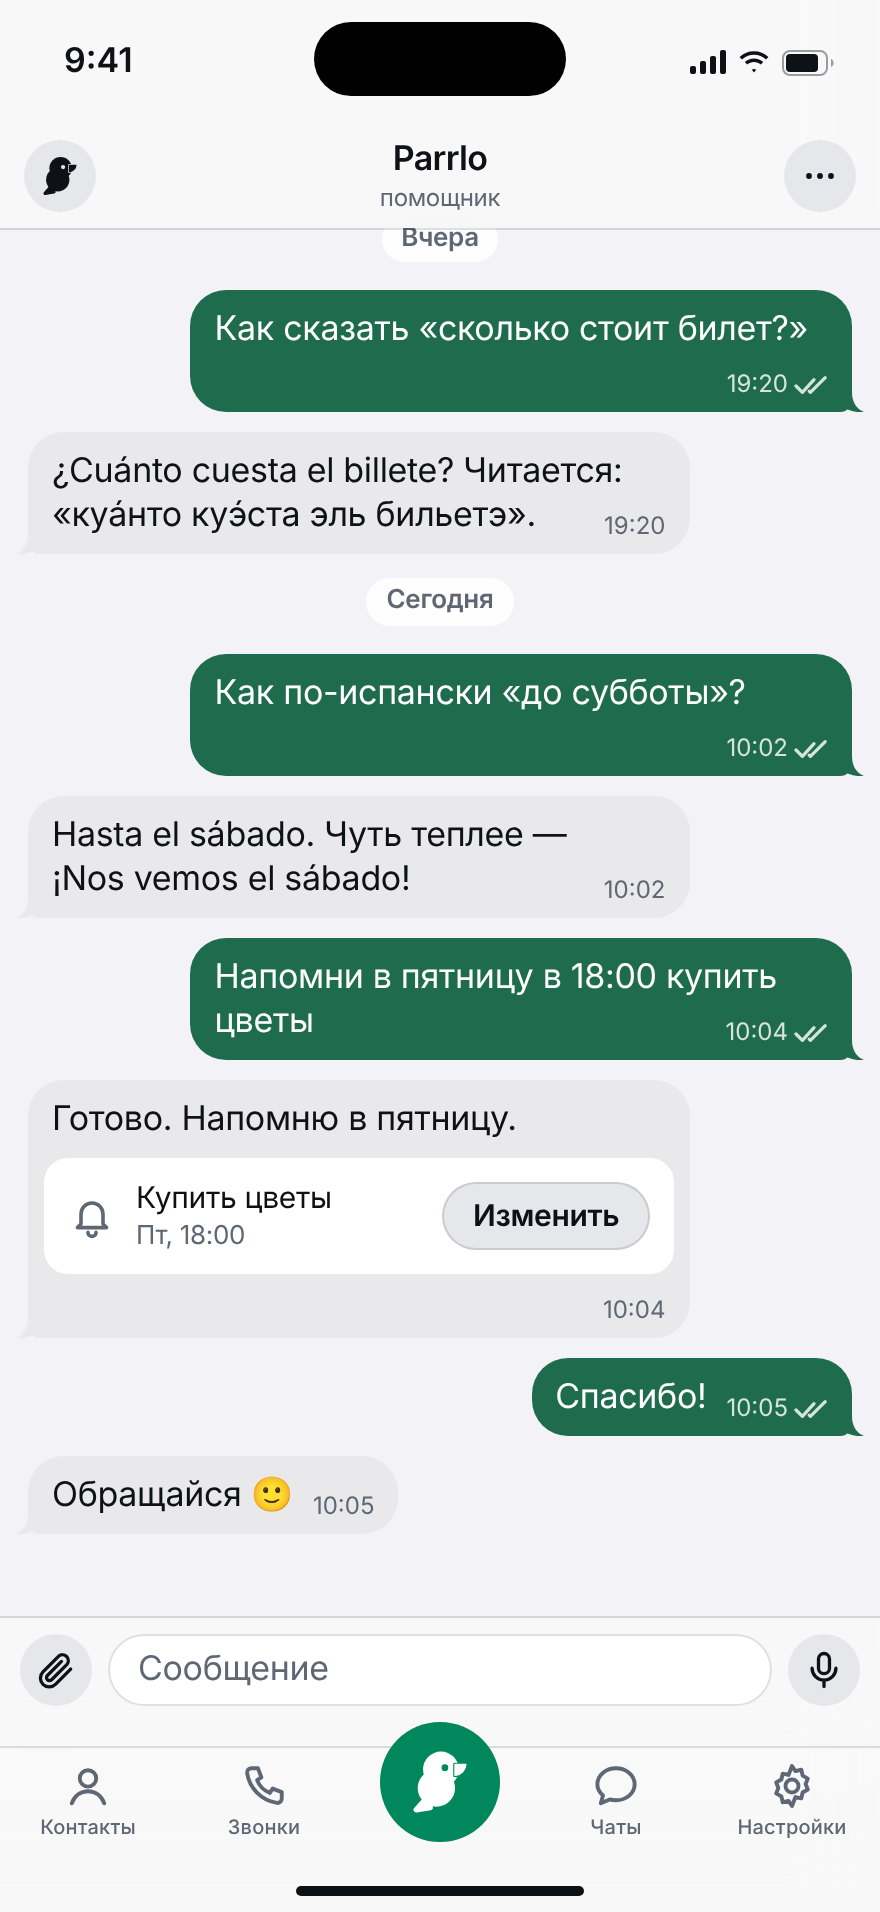 9:41
Parrlo
помощник
Вчера
Как сказать «сколько стоит билет?»
19:20
¿Cuánto cuesta el billete? Читается:
«куа́нто куэ́ста эль бильетэ».
19:20
Сегодня
Как по-испански «до субботы»?
10:02
Hasta el sábado. Чуть теплее —
¡Nos vemos el sábado!
10:02
Напомни в пятницу в 18:00 купить
цветы
10:04
Готово. Напомню в пятницу.
Купить цветы
Пт, 18:00
Изменить
10:04
Спасибо! 10:05
Обращайся 🙂 10:05
Сообщение
Контакты
Звонки
Чаты
Настройки